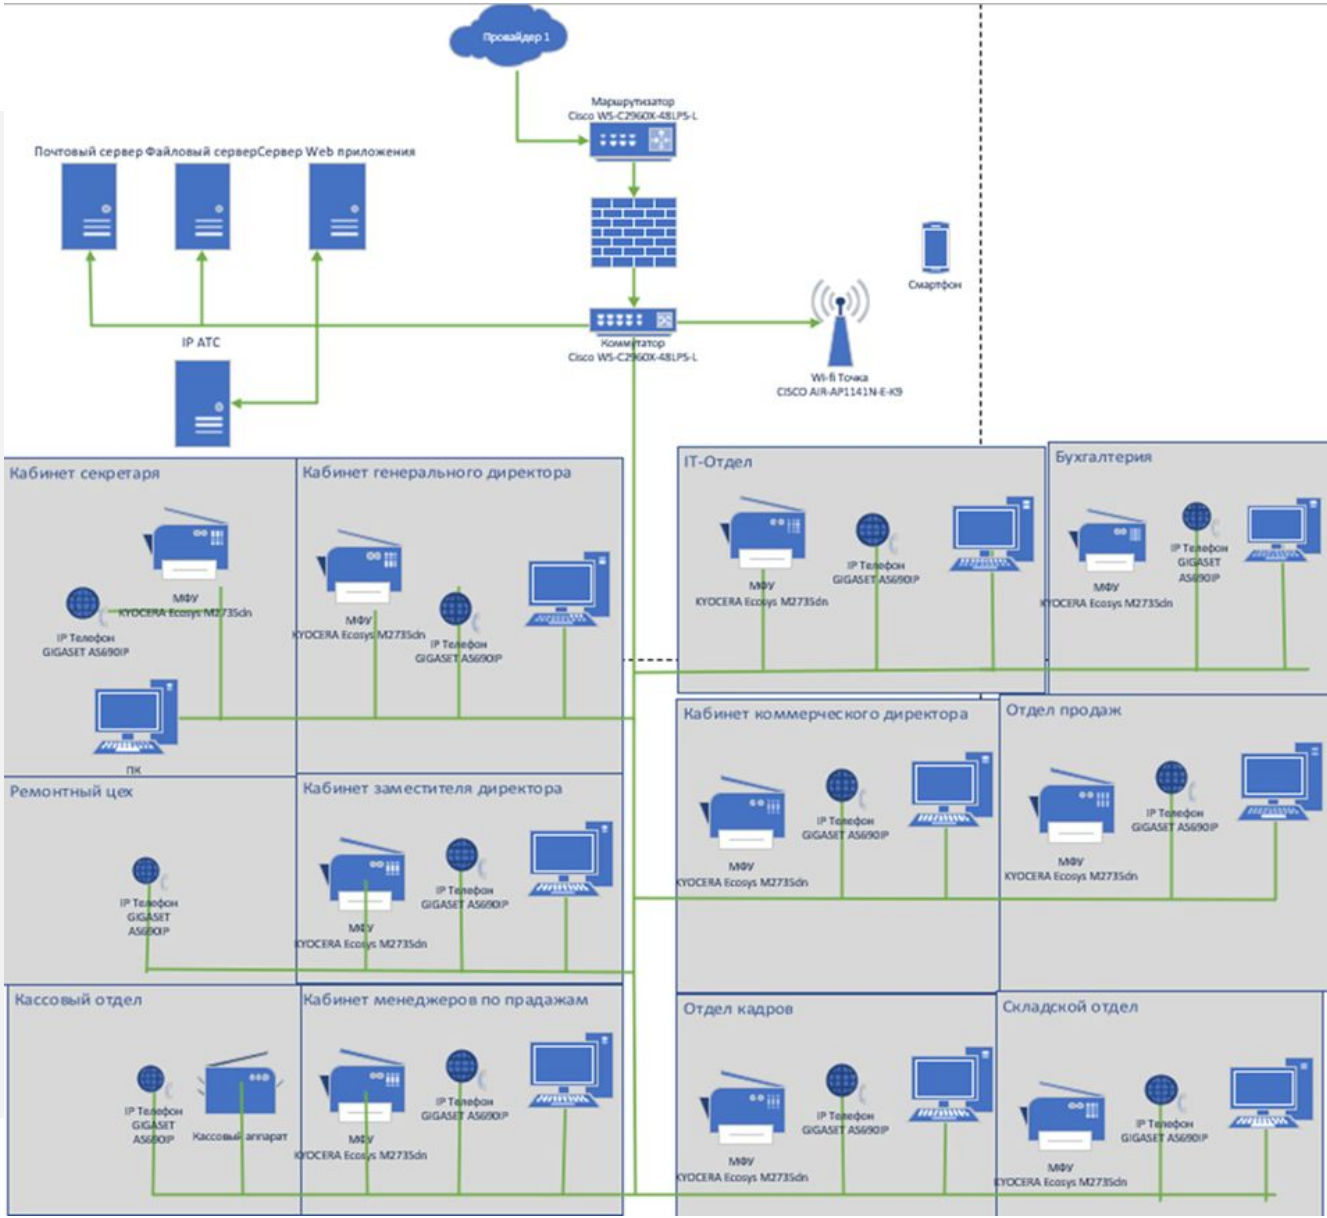 Провайдер 1
Маршрутизатор
Cisco WS-C2960X-48LPS-L
Почтовый сервер
Файловый сервер
Сервер Web приложения
Смартфон
Коммутатор
Cisco WS-C2960X-48LPS-L
IP АТС
Wi-fi Точка
CISCO AIR-AP1141N-E-K9
Кабинет секретаря
МФУ
KYOCERA Ecosys M2735dn
IP Телефон
GIGASET AS690IP
ПК
Кабинет генерального директора
МФУ
KYOCERA Ecosys M2735dn
IP Телефон
GIGASET AS690IP
IT-Отдел
МФУ
KYOCERA Ecosys M2735dn
IP Телефон
GIGASET AS690IP
Бухгалтерия
МФУ
KYOCERA Ecosys M2735dn
IP Телефон
GIGASET
AS690IP
Ремонтный цех
IP Телефон
GIGASET
AS690IP
Кабинет заместителя директора
МФУ
KYOCERA Ecosys M2735dn
IP Телефон
GIGASET AS690IP
Кабинет коммерческого директора
МФУ
KYOCERA Ecosys M2735dn
IP Телефон
GIGASET AS690IP
Отдел продаж
МФУ
KYOCERA Ecosys M2735dn
IP Телефон
GIGASET AS690IP
Кассовый отдел
IP Телефон
GIGASET
AS690IP
Кассовый аппарат
Кабинет менеджеров по прадажам
МФУ
KYOCERA Ecosys M2735dn
IP Телефон
GIGASET AS690IP
Отдел кадров
МФУ
KYOCERA Ecosys M2735dn
IP Телефон
GIGASET AS690IP
Складской отдел
МФУ
KYOCERA Ecosys M2735dn
IP Телефон
GIGASET AS690IP